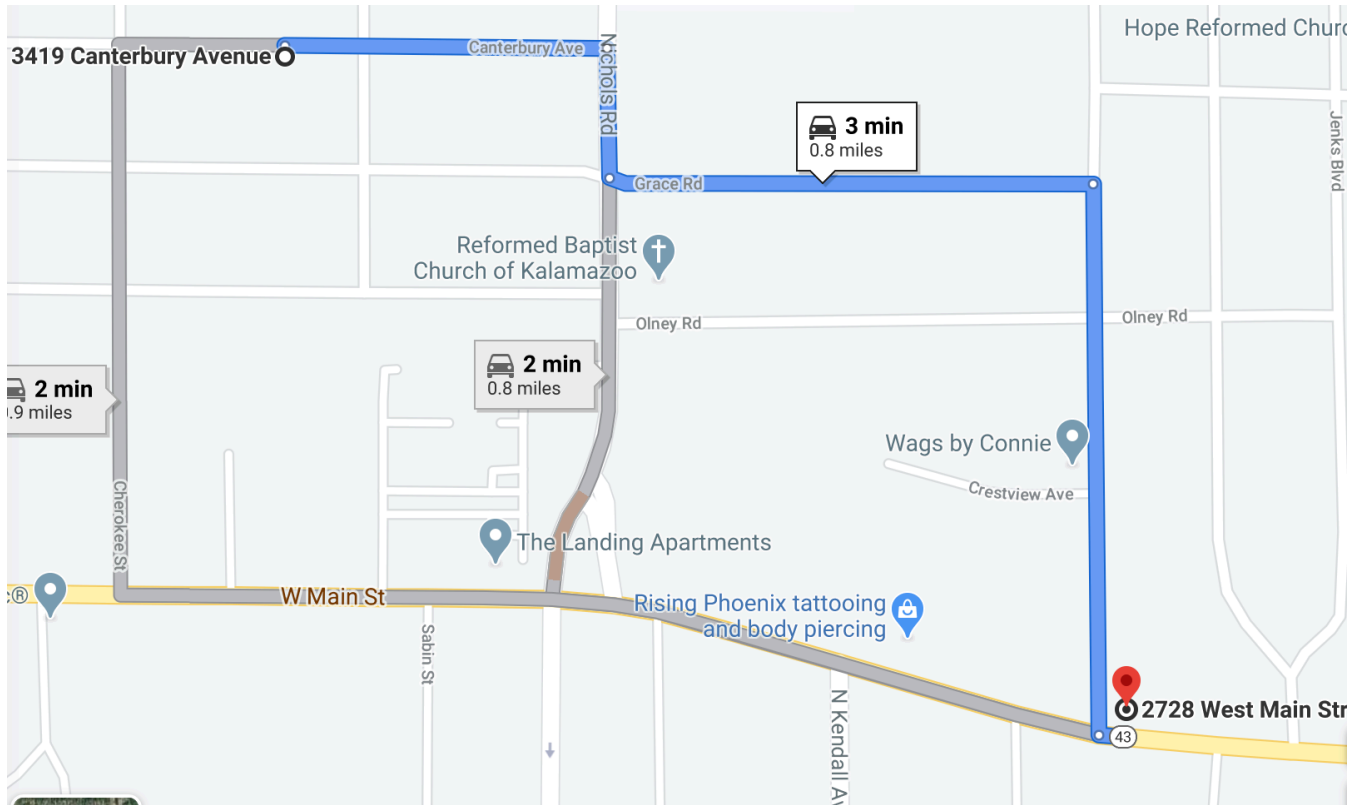 Hope Reformed Churc
3419 Canterbury Avenue
Canterbury Ave
Nichols Rd
3 min
0.8 miles
Jenks Blvd
Grace Rd
Reformed Baptist
Church of Kalamazoo
Olney Rd
Olney Rd
2 min
0.8 miles
2 min
.9 miles
Wags by Connie
Crestview Ave
Cherokee St
The Landing Apartments
c®
W Main St
Rising Phoenix tattooing
and body piercing
Sabin St
N Kendall Av
2728 West Main Str
43